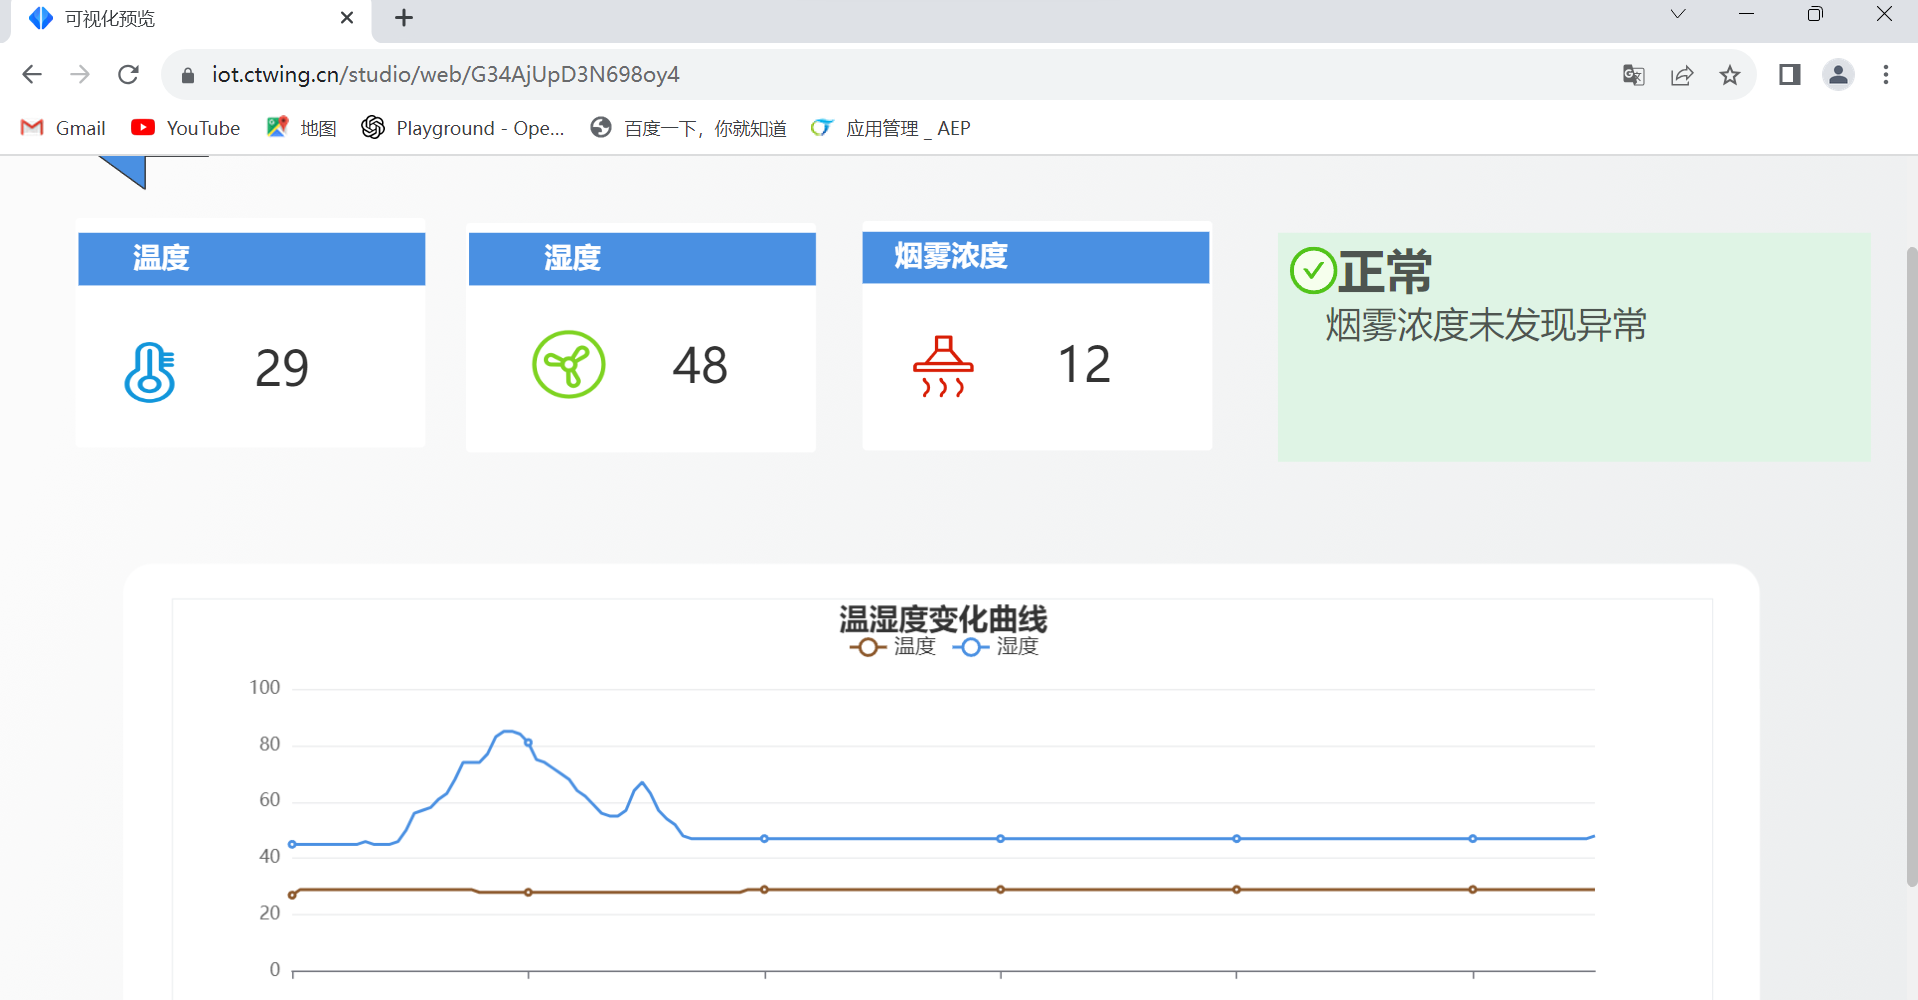 可视化预览
iot.ctwing.cn/studio/web/G34AjUpD3N698oy4
Gmail YouTube 地图 Playground - Ope... 百度一下，你就知道 应用管理 _ AEP
温度 湿度 烟雾浓度
正常
烟雾浓度未发现异常
29 48 12
温湿度变化曲线
温度 湿度
100
80
60
40
20
0